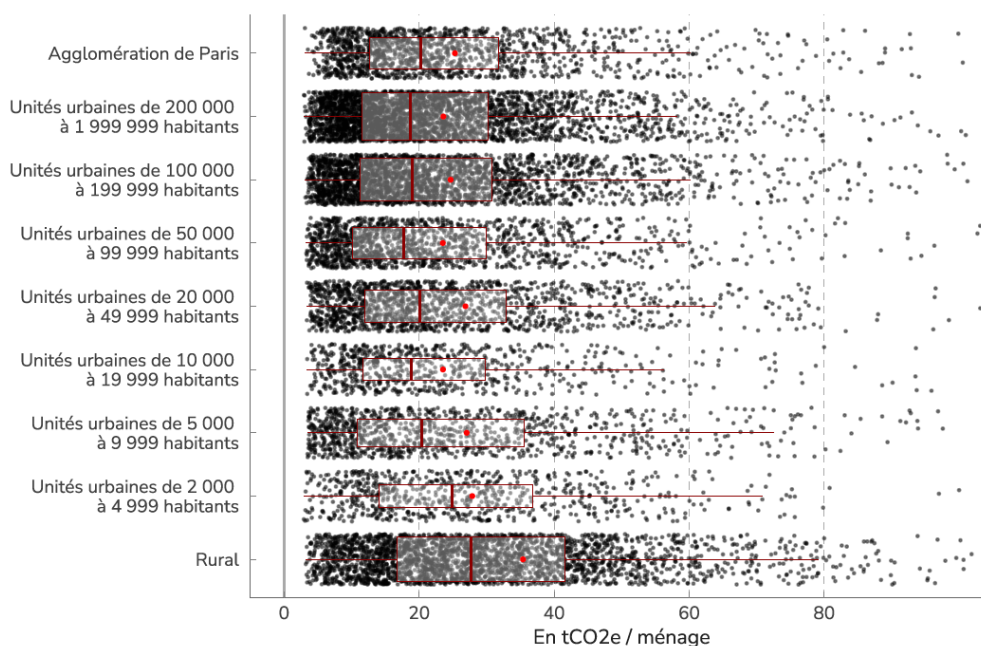 Agglomération de Paris
Unités urbaines de 200 000
à 1 999 999 habitants
Unités urbaines de 100 000
à 199 999 habitants
Unités urbaines de 50 000
à 99 999 habitants
Unités urbaines de 20 000
à 49 999 habitants
Unités urbaines de 10 000
à 19 999 habitants
Unités urbaines de 5 000
à 9 999 habitants
Unités urbaines de 2 000
à 4 999 habitants
Rural
0 20 40 60 80
En tCO2e / ménage